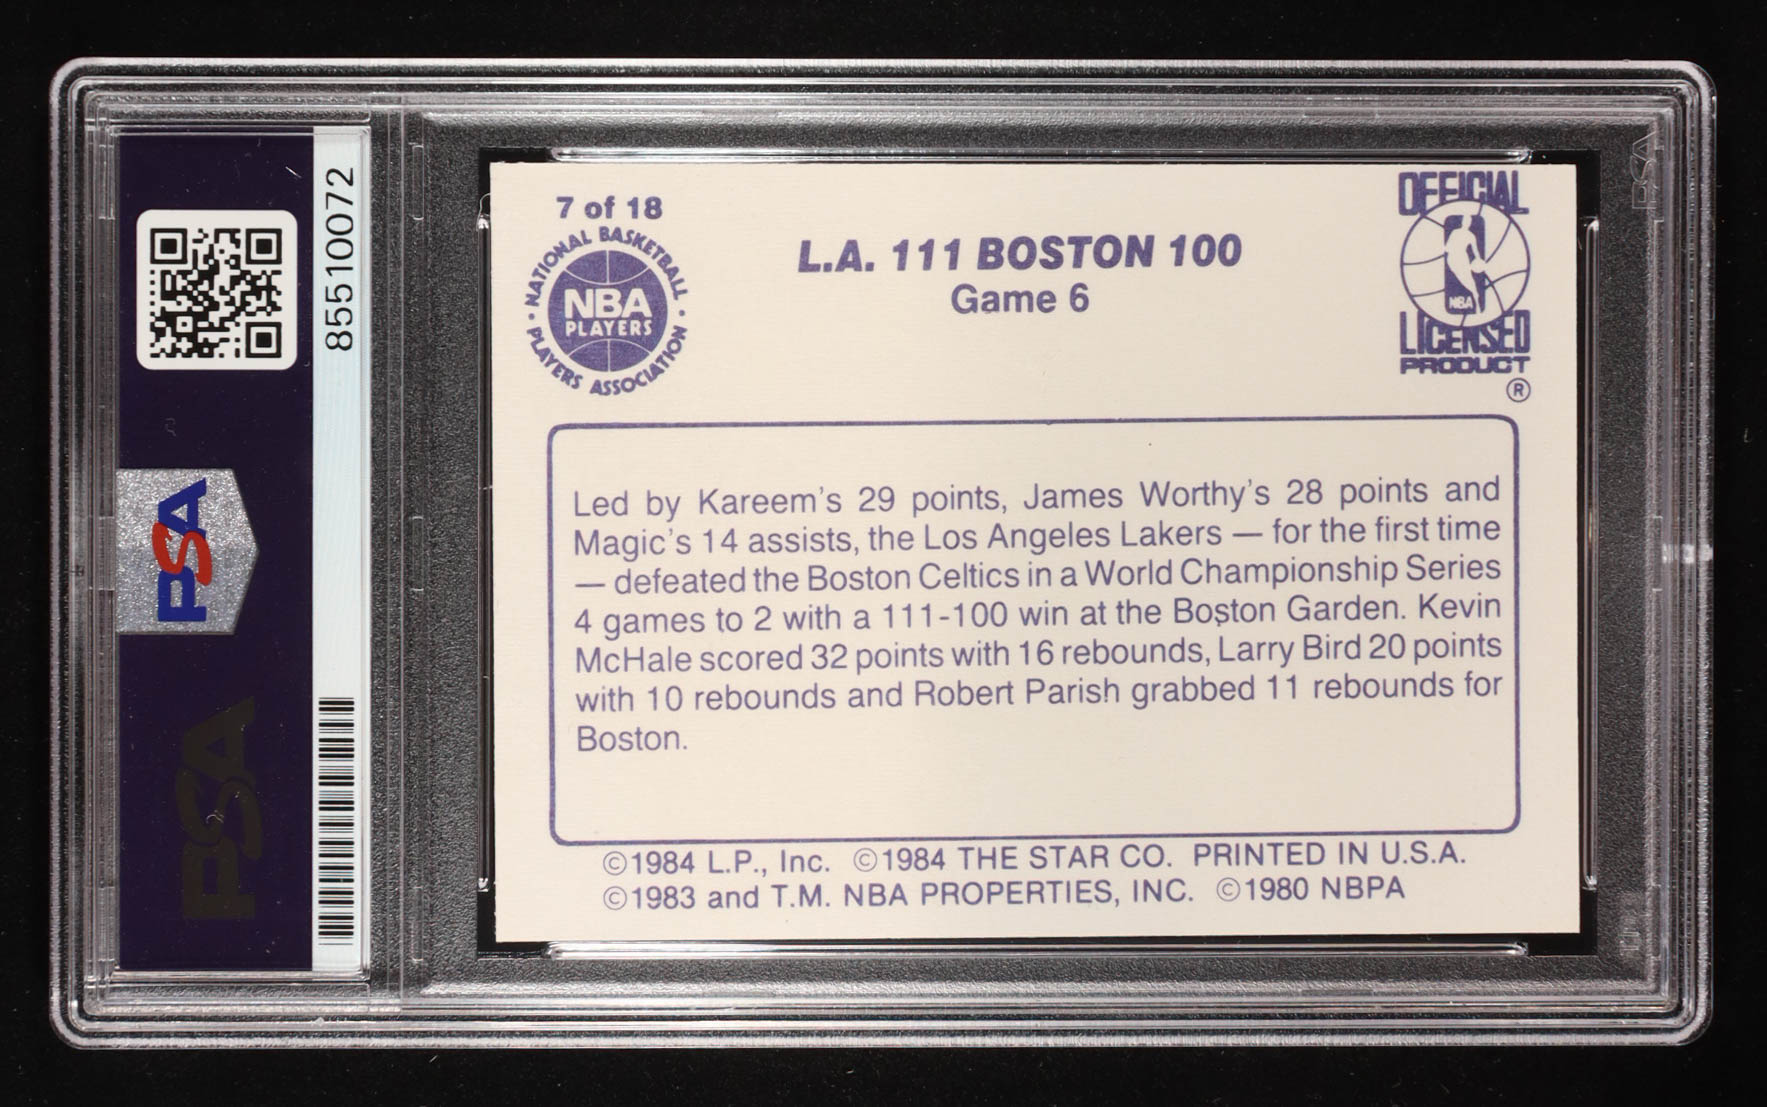 7 of 18
NATIONAL BASKETBALL
PLAYERS ASSOCIATION
NBA
PLAYERS
L.A. 111 BOSTON 100
Game 6
OFFICIAL
NBA
LICENSED
PRODUCT
®
Led by Kareem's 29 points, James Worthy's 28 points and
Magic's 14 assists, the Los Angeles Lakers — for the first time
— defeated the Boston Celtics in a World Championship Series
4 games to 2 with a 111-100 win at the Boston Garden. Kevin
McHale scored 32 points with 16 rebounds, Larry Bird 20 points
with 10 rebounds and Robert Parish grabbed 11 rebounds for
Boston.
©1984 L.P., Inc. ©1984 THE STAR CO. PRINTED IN U.S.A.
©1983 and T.M. NBA PROPERTIES, INC. ©1980 NBPA
85510072
PSA
PSA
PSA